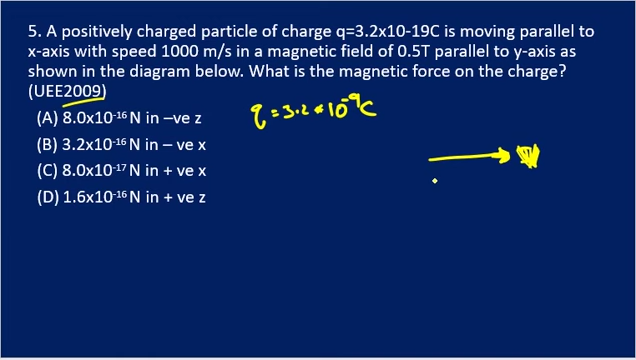 5. A positively charged particle of charge q=3.2x10-19C is moving parallel to
x-axis with speed 1000 m/s in a magnetic field of 0.5T parallel to y-axis as
shown in the diagram below. What is the magnetic force on the charge?
(UEE2009)
(A) 8.0x10⁻¹⁶ N in –ve z
q = 3.2 * 10⁻⁹C
(B) 3.2x10⁻¹⁶ N in – ve x
(C) 8.0x10⁻¹⁷ N in + ve x
(D) 1.6x10⁻¹⁶ N in + ve z